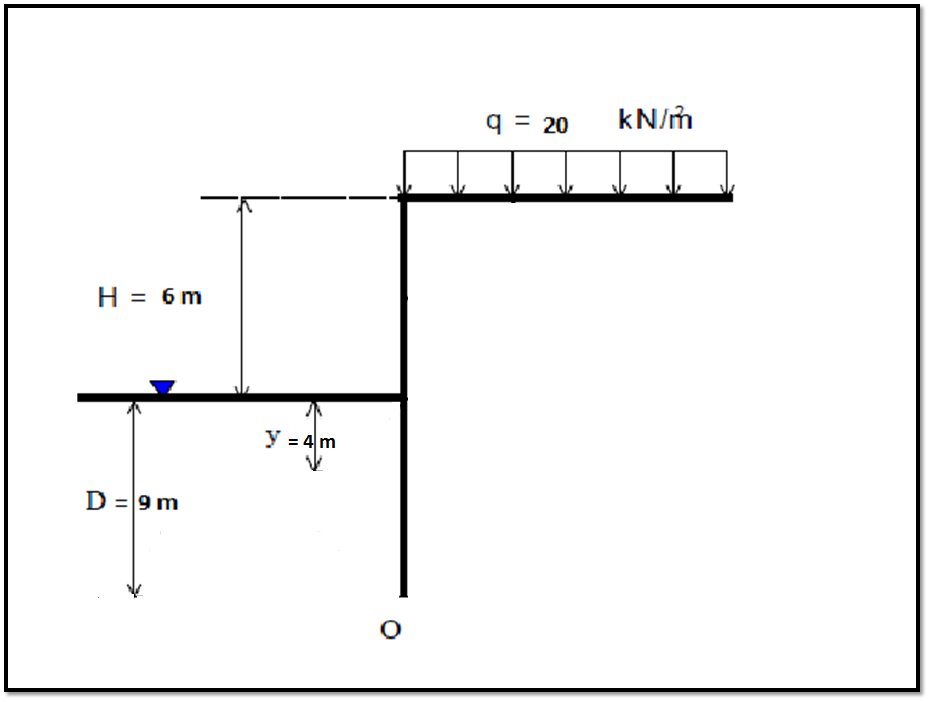 q = 20 kN/m²
H = 6 m
y = 4 m
D = 9 m
O